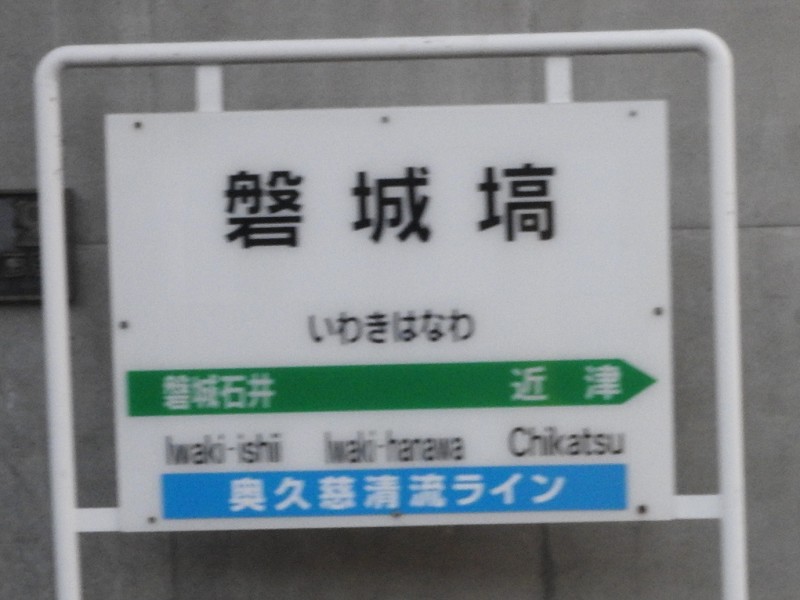 磐城塙
いわきはなわ
磐城石井 近津
Iwaki-ishii Iwaki-hanawa Chikatsu
奥久慈清流ライン